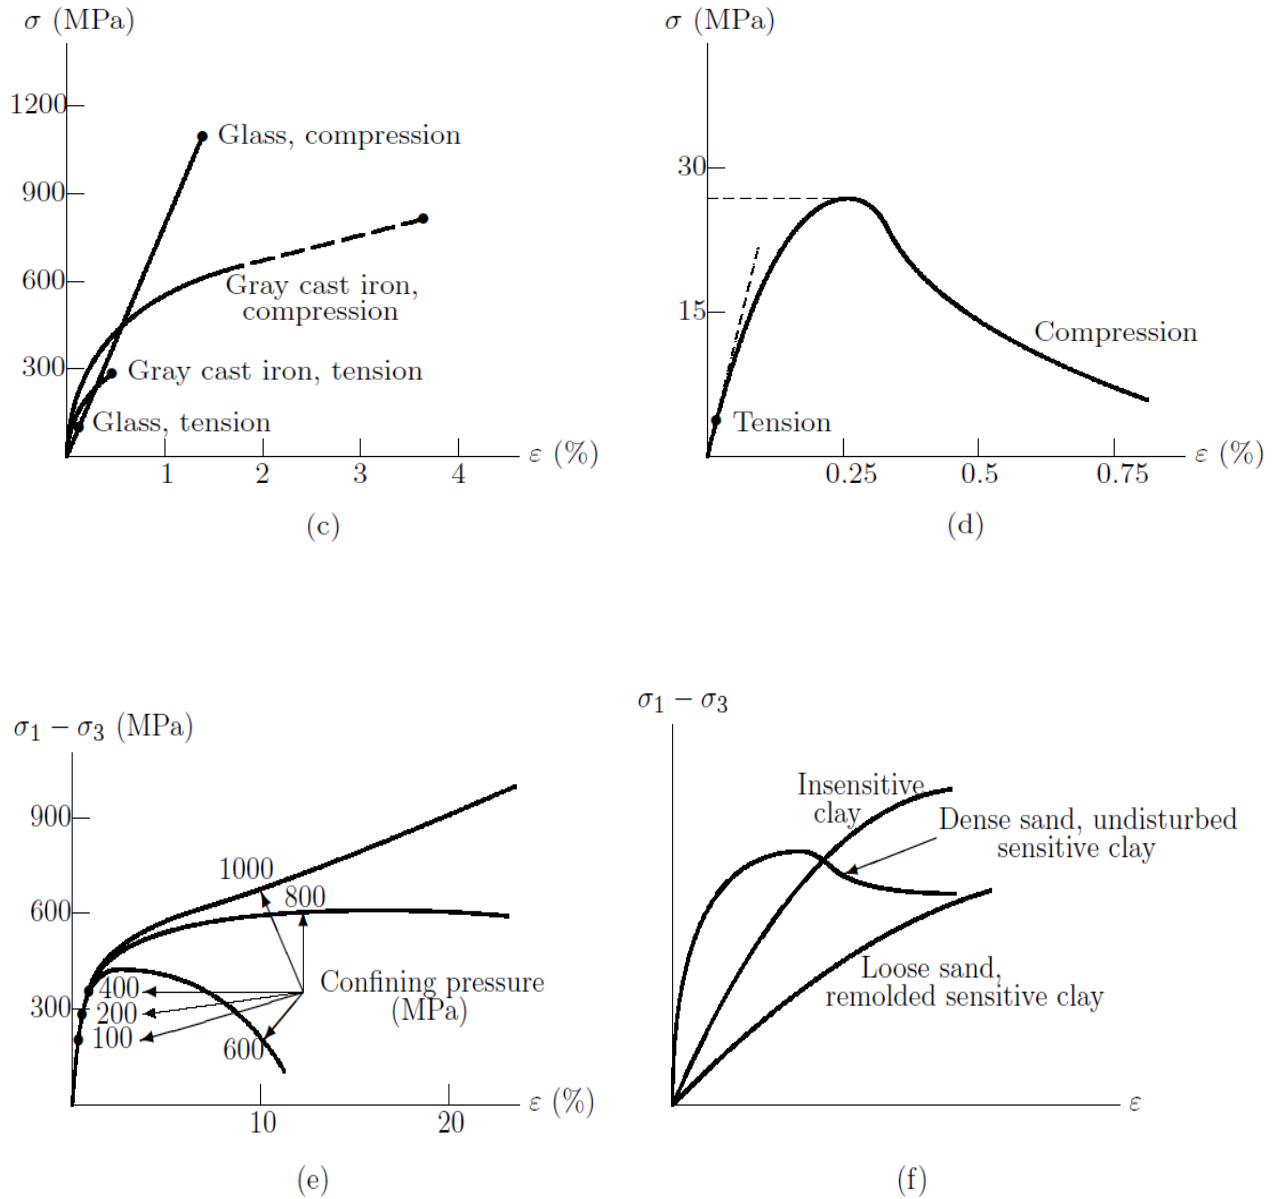 σ (MPa)
1200
900
600
300
Glass, compression
Gray cast iron,
compression
Gray cast iron, tension
Glass, tension
1 2 3 4
ε (%)
(c)
σ (MPa)
30
15
Compression
Tension
0.25 0.5 0.75
ε (%)
(d)
σ₁ − σ₃ (MPa)
900
600
300
1000
800
400
200
100
600
Confining pressure
(MPa)
10 20
ε (%)
(e)
σ₁ − σ₃
Insensitive
clay
Dense sand, undisturbed
sensitive clay
Loose sand,
remolded sensitive clay
ε
(f)